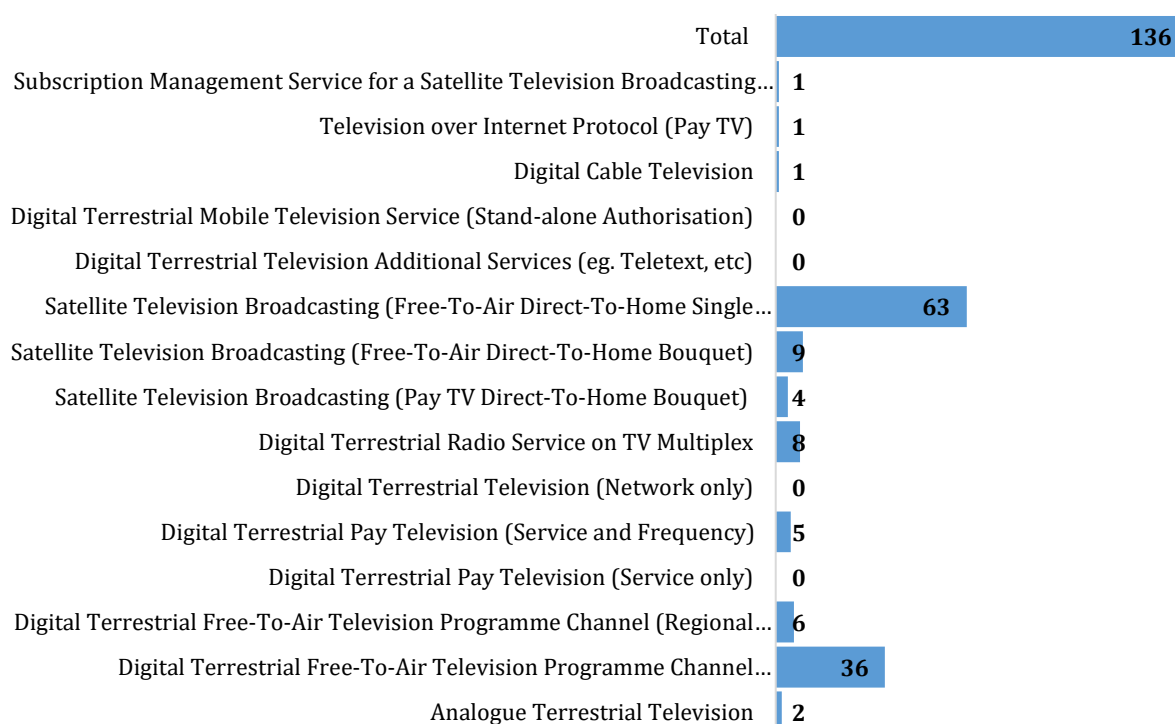 Total 136
Subscription Management Service for a Satellite Television Broadcasting... 1
Television over Internet Protocol (Pay TV) 1
Digital Cable Television 1
Digital Terrestrial Mobile Television Service (Stand-alone Authorisation) 0
Digital Terrestrial Television Additional Services (eg. Teletext, etc) 0
Satellite Television Broadcasting (Free-To-Air Direct-To-Home Single... 63
Satellite Television Broadcasting (Free-To-Air Direct-To-Home Bouquet) 9
Satellite Television Broadcasting (Pay TV Direct-To-Home Bouquet) 4
Digital Terrestrial Radio Service on TV Multiplex 8
Digital Terrestrial Television (Network only) 0
Digital Terrestrial Pay Television (Service and Frequency) 5
Digital Terrestrial Pay Television (Service only) 0
Digital Terrestrial Free-To-Air Television Programme Channel (Regional... 6
Digital Terrestrial Free-To-Air Television Programme Channel... 36
Analogue Terrestrial Television 2